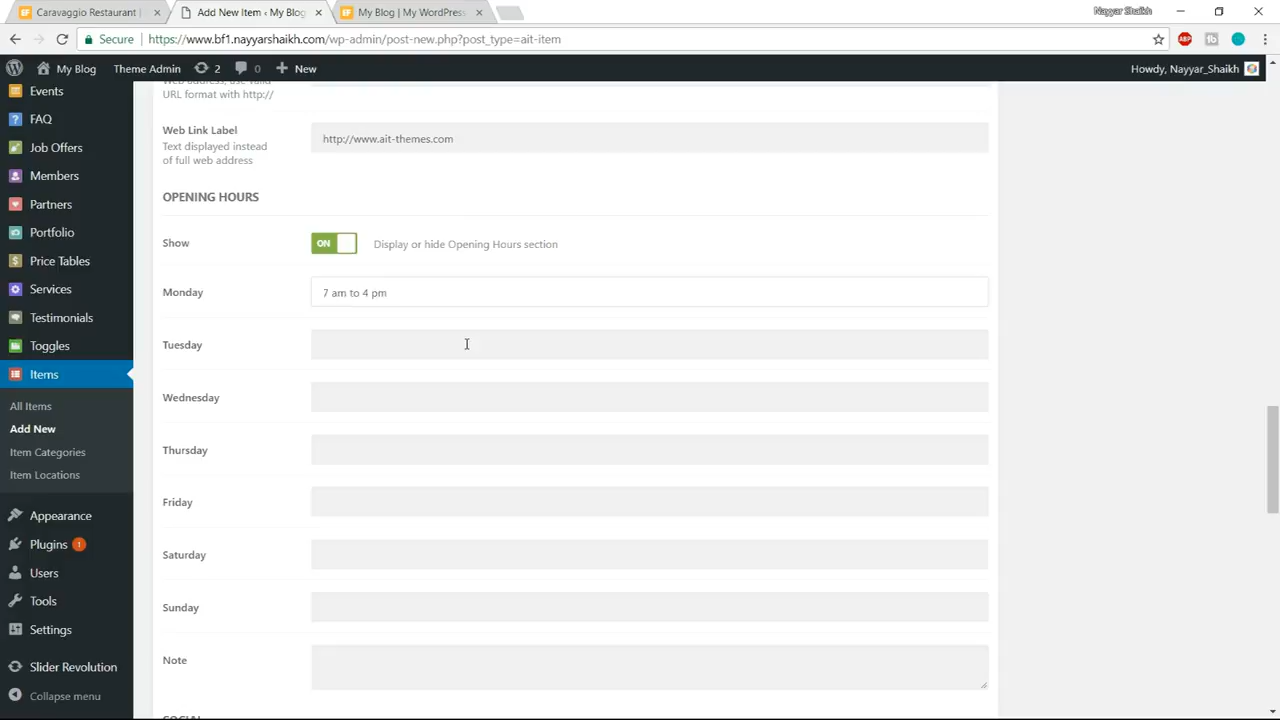 Caravaggio Restaurant |
Add New Item ‹ My Blog
My Blog | My WordPress
Nayyar Shaikh
Secure
https://www.bf1.nayyarshaikh.com/wp-admin/post-new.php?post_type=ait-item
ABP
My Blog
Theme Admin
2
0
New
Howdy, Nayyar_Shaikh
Events
FAQ
Job Offers
Members
Partners
Portfolio
Price Tables
Services
Testimonials
Toggles
Items
All Items
Add New
Item Categories
Item Locations
Appearance
Plugins 1
Users
Tools
Settings
Slider Revolution
Collapse menu
Web address, use valid
URL format with http://
Web Link Label
Text displayed instead
of full web address
http://www.ait-themes.com
OPENING HOURS
Show
ON
Display or hide Opening Hours section
Monday
7 am to 4 pm
Tuesday
Wednesday
Thursday
Friday
Saturday
Sunday
Note
SOCIAL